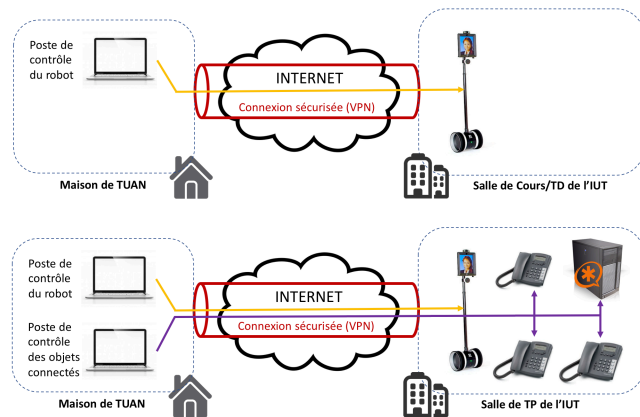 Poste de
contrôle
du robot
INTERNET
Connexion sécurisée (VPN)
Maison de TUAN
Salle de Cours/TD de l'IUT
Poste de
contrôle
du robot
INTERNET
Poste de
contrôle
des objets
connectés
Connexion sécurisée (VPN)
Maison de TUAN
Salle de TP de l'IUT